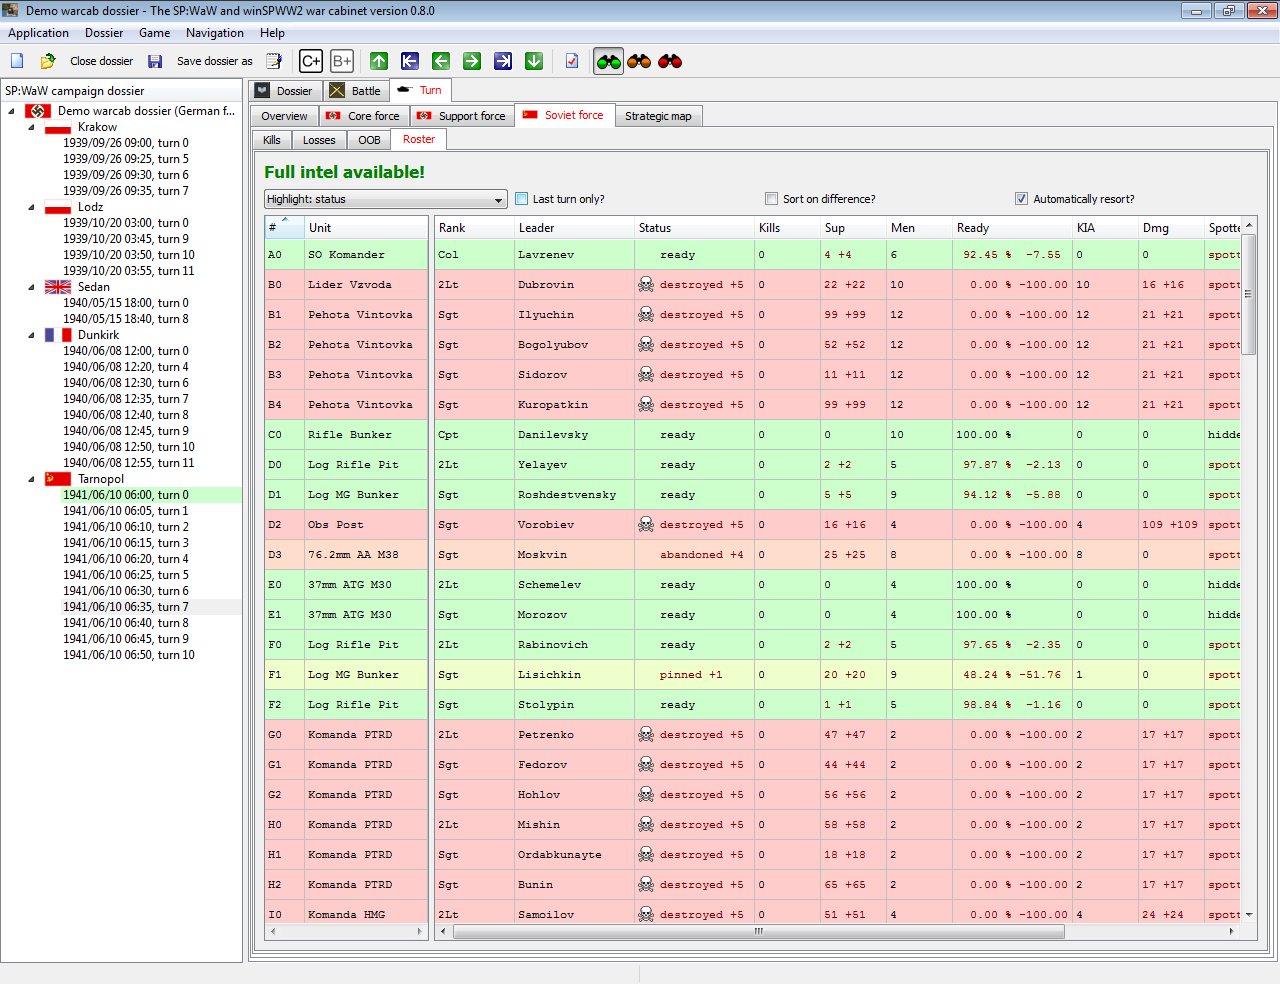 Demo warcab dossier - The SP:WaW and winSPWW2 war cabinet version 0.8.0
Application Dossier Game Navigation Help
Close dossier Save dossier as C+ B+
SP:WaW campaign dossier
Demo warcab dossier (German f...
Krakow
1939/09/26 09:00, turn 0
1939/09/26 09:25, turn 5
1939/09/26 09:30, turn 6
1939/09/26 09:35, turn 7
Lodz
1939/10/20 03:00, turn 0
1939/10/20 03:45, turn 9
1939/10/20 03:50, turn 10
1939/10/20 03:55, turn 11
Sedan
1940/05/15 18:00, turn 0
1940/05/15 18:40, turn 8
Dunkirk
1940/06/08 12:00, turn 0
1940/06/08 12:20, turn 4
1940/06/08 12:30, turn 6
1940/06/08 12:35, turn 7
1940/06/08 12:40, turn 8
1940/06/08 12:45, turn 9
1940/06/08 12:50, turn 10
1940/06/08 12:55, turn 11
Tarnopol
1941/06/10 06:00, turn 0
1941/06/10 06:05, turn 1
1941/06/10 06:10, turn 2
1941/06/10 06:15, turn 3
1941/06/10 06:20, turn 4
1941/06/10 06:25, turn 5
1941/06/10 06:30, turn 6
1941/06/10 06:35, turn 7
1941/06/10 06:40, turn 8
1941/06/10 06:45, turn 9
1941/06/10 06:50, turn 10
Dossier Battle Turn
Overview Core force Support force Soviet force Strategic map
Kills Losses OOB Roster
Full intel available!
Highlight: status Last turn only? Sort on difference? Automatically resort?
# Unit Rank Leader Status Kills Sup Men Ready KIA Dmg Spotte
A0 SO Komander Col Lavrenev ready 0 4 +4 6 92.45 % -7.55 0 0 spott
B0 Lider Vzvoda 2Lt Dubrovin destroyed +5 0 22 +22 10 0.00 % -100.00 10 16 +16 spott
B1 Pehota Vintovka Sgt Ilyuchin destroyed +5 0 99 +99 12 0.00 % -100.00 12 21 +21 spott
B2 Pehota Vintovka Sgt Bogolyubov destroyed +5 0 52 +52 12 0.00 % -100.00 12 21 +21 spott
B3 Pehota Vintovka Sgt Sidorov destroyed +5 0 11 +11 12 0.00 % -100.00 12 21 +21 spott
B4 Pehota Vintovka Sgt Kuropatkin destroyed +5 0 99 +99 12 0.00 % -100.00 12 21 +21 spott
C0 Rifle Bunker Cpt Danilevsky ready 0 0 10 100.00 % 0 0 hidde
D0 Log Rifle Pit 2Lt Yelayev ready 0 2 +2 5 97.87 % -2.13 0 0 spott
D1 Log MG Bunker Sgt Roshdestvensky ready 0 5 +5 9 94.12 % -5.88 0 0 spott
D2 Obs Post Sgt Vorobiev destroyed +5 0 16 +16 4 0.00 % -100.00 4 109 +109 spott
D3 76.2mm AA M38 Sgt Moskvin abandoned +4 0 25 +25 8 0.00 % -100.00 8 0 spott
E0 37mm ATG M30 2Lt Schemelev ready 0 0 4 100.00 % 0 0 hidde
E1 37mm ATG M30 Sgt Morozov ready 0 0 4 100.00 % 0 0 hidde
F0 Log Rifle Pit 2Lt Rabinovich ready 0 2 +2 5 97.65 % -2.35 0 0 spott
F1 Log MG Bunker Sgt Lisichkin pinned +1 0 20 +20 9 48.24 % -51.76 1 0 spott
F2 Log Rifle Pit Sgt Stolypin ready 0 1 +1 5 98.84 % -1.16 0 0 spott
G0 Komanda PTRD 2Lt Petrenko destroyed +5 0 47 +47 2 0.00 % -100.00 2 17 +17 spott
G1 Komanda PTRD Sgt Fedorov destroyed +5 0 44 +44 2 0.00 % -100.00 2 17 +17 spott
G2 Komanda PTRD Sgt Hohlov destroyed +5 0 56 +56 2 0.00 % -100.00 2 17 +17 spott
H0 Komanda PTRD 2Lt Mishin destroyed +5 0 58 +58 2 0.00 % -100.00 2 17 +17 spott
H1 Komanda PTRD Sgt Ordabkunayte destroyed +5 0 18 +18 2 0.00 % -100.00 2 17 +17 spott
H2 Komanda PTRD Sgt Bunin destroyed +5 0 65 +65 2 0.00 % -100.00 2 17 +17 spott
I0 Komanda HMG 2Lt Samoilov destroyed +5 0 51 +51 4 0.00 % -100.00 4 24 +24 spott